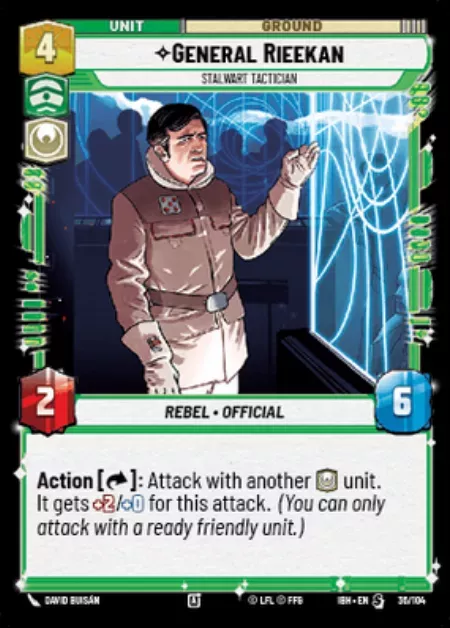 UNIT GROUND
4
GENERAL RIEEKAN
STALWART TACTICIAN
2
REBEL • OFFICIAL
6
Action [ ]: Attack with another unit.
It gets +2/+0 for this attack. (You can only
attack with a ready friendly unit.)
DAVID BUISÁN A © LFL © FFG IBH • EN 36/104